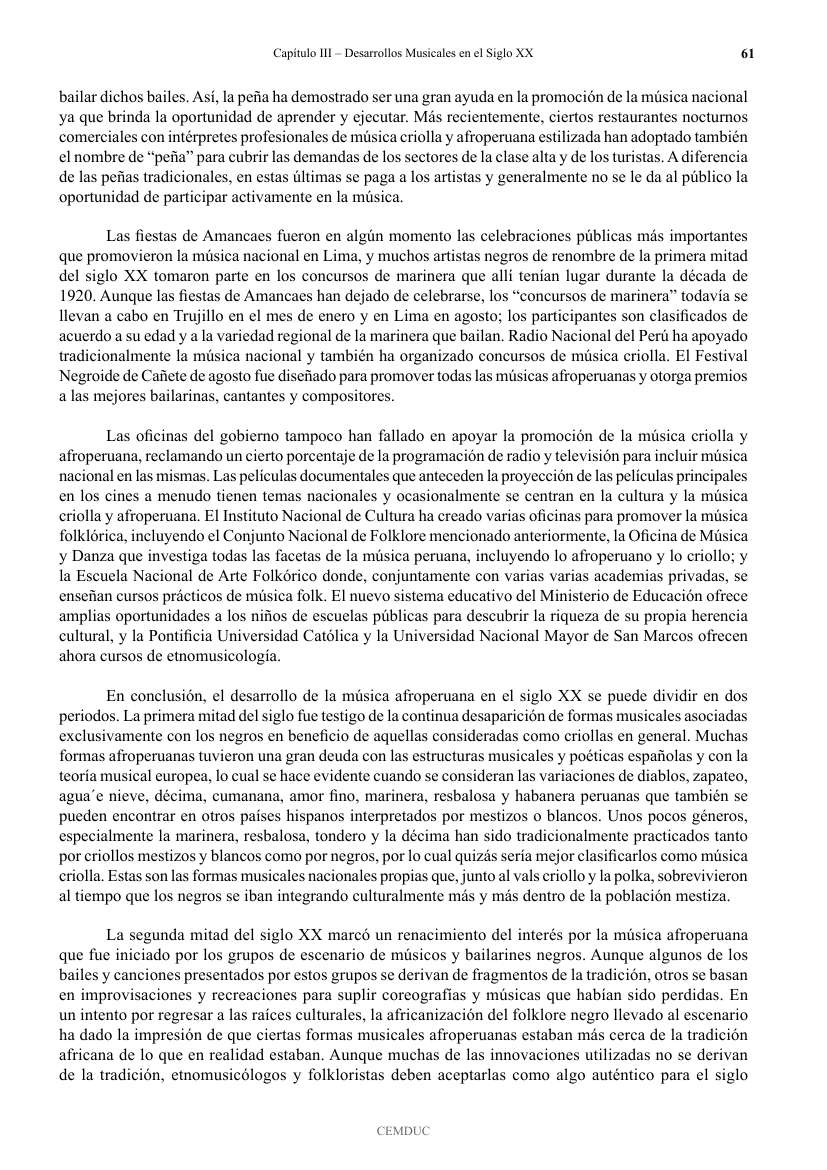 Capítulo III – Desarrollos Musicales en el Siglo XX
61
bailar dichos bailes. Así, la peña ha demostrado ser una gran ayuda en la promoción de la música nacional
ya que brinda la oportunidad de aprender y ejecutar. Más recientemente, ciertos restaurantes nocturnos
comerciales con intérpretes profesionales de música criolla y afroperuana estilizada han adoptado también
el nombre de “peña” para cubrir las demandas de los sectores de la clase alta y de los turistas. A diferencia
de las peñas tradicionales, en estas últimas se paga a los artistas y generalmente no se le da al público la
oportunidad de participar activamente en la música.
Las fiestas de Amancaes fueron en algún momento las celebraciones públicas más importantes
que promovieron la música nacional en Lima, y muchos artistas negros de renombre de la primera mitad
del siglo XX tomaron parte en los concursos de marinera que allí tenían lugar durante la década de
1920. Aunque las fiestas de Amancaes han dejado de celebrarse, los “concursos de marinera” todavía se
llevan a cabo en Trujillo en el mes de enero y en Lima en agosto; los participantes son clasificados de
acuerdo a su edad y a la variedad regional de la marinera que bailan. Radio Nacional del Perú ha apoyado
tradicionalmente la música nacional y también ha organizado concursos de música criolla. El Festival
Negroide de Cañete de agosto fue diseñado para promover todas las músicas afroperuanas y otorga premios
a las mejores bailarinas, cantantes y compositores.
Las oficinas del gobierno tampoco han fallado en apoyar la promoción de la música criolla y
afroperuana, reclamando un cierto porcentaje de la programación de radio y televisión para incluir música
nacional en las mismas. Las películas documentales que anteceden la proyección de las películas principales
en los cines a menudo tienen temas nacionales y ocasionalmente se centran en la cultura y la música
criolla y afroperuana. El Instituto Nacional de Cultura ha creado varias oficinas para promover la música
folklórica, incluyendo el Conjunto Nacional de Folklore mencionado anteriormente, la Oficina de Música
y Danza que investiga todas las facetas de la música peruana, incluyendo lo afroperuano y lo criollo; y
la Escuela Nacional de Arte Folkórico donde, conjuntamente con varias varias academias privadas, se
enseñan cursos prácticos de música folk. El nuevo sistema educativo del Ministerio de Educación ofrece
amplias oportunidades a los niños de escuelas públicas para descubrir la riqueza de su propia herencia
cultural, y la Pontificia Universidad Católica y la Universidad Nacional Mayor de San Marcos ofrecen
ahora cursos de etnomusicología.
En conclusión, el desarrollo de la música afroperuana en el siglo XX se puede dividir en dos
periodos. La primera mitad del siglo fue testigo de la continua desaparición de formas musicales asociadas
exclusivamente con los negros en beneficio de aquellas consideradas como criollas en general. Muchas
formas afroperuanas tuvieron una gran deuda con las estructuras musicales y poéticas españolas y con la
teoría musical europea, lo cual se hace evidente cuando se consideran las variaciones de diablos, zapateo,
agua´e nieve, décima, cumanana, amor fino, marinera, resbalosa y habanera peruanas que también se
pueden encontrar en otros países hispanos interpretados por mestizos o blancos. Unos pocos géneros,
especialmente la marinera, resbalosa, tondero y la décima han sido tradicionalmente practicados tanto
por criollos mestizos y blancos como por negros, por lo cual quizás sería mejor clasificarlos como música
criolla. Estas son las formas musicales nacionales propias que, junto al vals criollo y la polka, sobrevivieron
al tiempo que los negros se iban integrando culturalmente más y más dentro de la población mestiza.
La segunda mitad del siglo XX marcó un renacimiento del interés por la música afroperuana
que fue iniciado por los grupos de escenario de músicos y bailarines negros. Aunque algunos de los
bailes y canciones presentados por estos grupos se derivan de fragmentos de la tradición, otros se basan
en improvisaciones y recreaciones para suplir coreografías y músicas que habían sido perdidas. En
un intento por regresar a las raíces culturales, la africanización del folklore negro llevado al escenario
ha dado la impresión de que ciertas formas musicales afroperuanas estaban más cerca de la tradición
africana de lo que en realidad estaban. Aunque muchas de las innovaciones utilizadas no se derivan
de la tradición, etnomusicólogos y folkloristas deben aceptarlas como algo auténtico para el siglo
CEMDUC